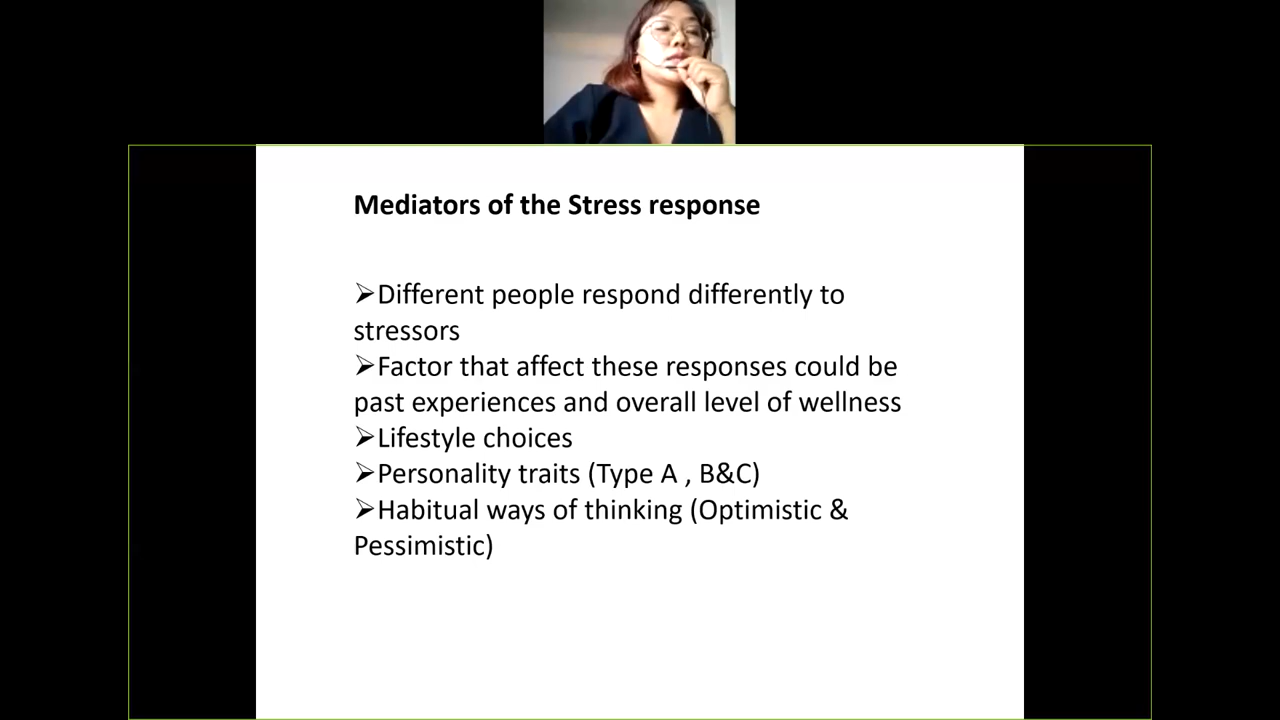 Mediators of the Stress response
➢Different people respond differently to
stressors
➢Factor that affect these responses could be
past experiences and overall level of wellness
➢Lifestyle choices
➢Personality traits (Type A , B&C)
➢Habitual ways of thinking (Optimistic &
Pessimistic)